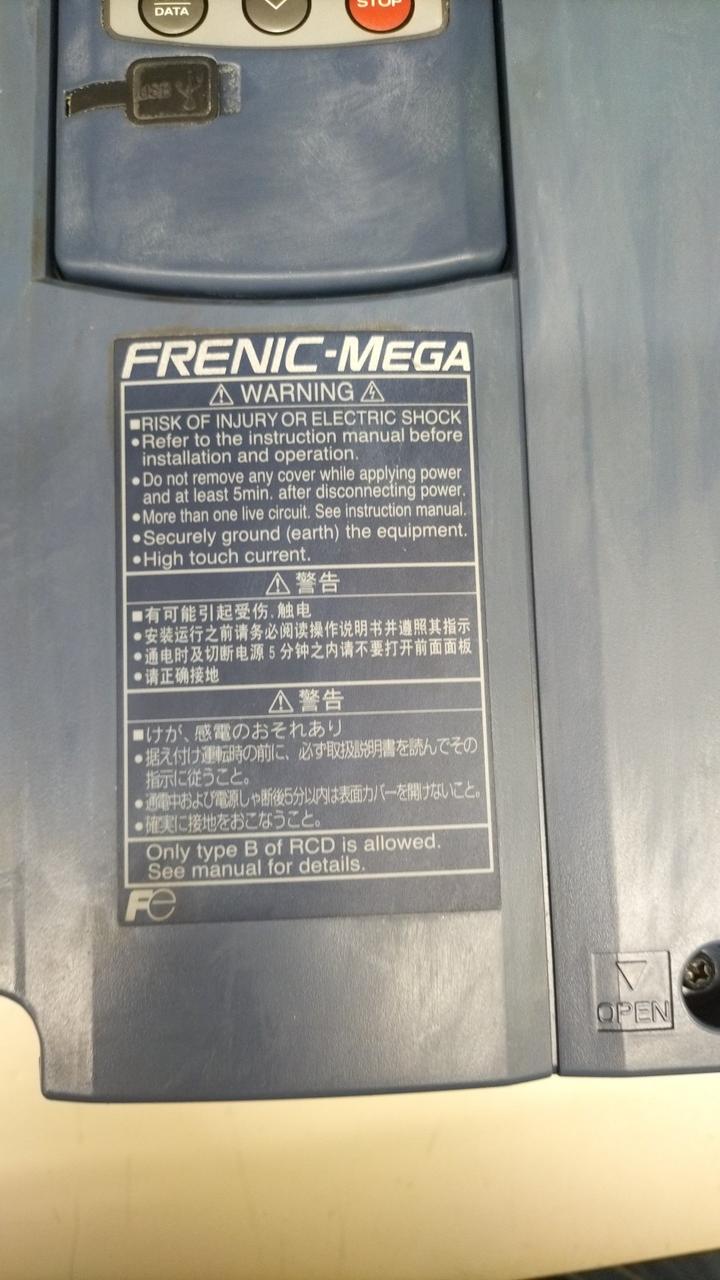 DATA
STOP
USB
FRENIC-MEGA
⚠ WARNING ⚠
■RISK OF INJURY OR ELECTRIC SHOCK
●Refer to the instruction manual before
installation and operation.
●Do not remove any cover while applying power
and at least 5min. after disconnecting power.
●More than one live circuit. See instruction manual.
●Securely ground (earth) the equipment.
●High touch current.
⚠ 警告
■有可能引起受伤、触电
●安装运行之前请务必阅读操作说明书并遵照其指示
●通电时及切断电源 5 分钟之内请不要打开前面面板
●请正确接地
⚠ 警告
■けが、感電のおそれあり
●据え付け運転時の前に、必ず取扱説明書を読んでその
指示に従うこと。
●通電中および電源しゃ断後5分以内は表面カバーを開けないこと。
●確実に接地をおこなうこと。
Only type B of RCD is allowed.
See manual for details.
Fe
OPEN